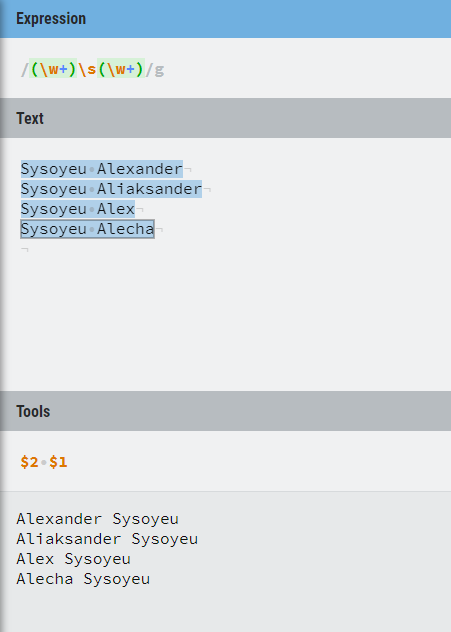 Expression
/(\w+)\s(\w+)/g
Text
Sysoyeu·Alexander¬
Sysoyeu·Aliaksander¬
Sysoyeu·Alex¬
Sysoyeu·Alecha¬
¬
Tools
$2·$1
Alexander Sysoyeu
Aliaksander Sysoyeu
Alex Sysoyeu
Alecha Sysoyeu